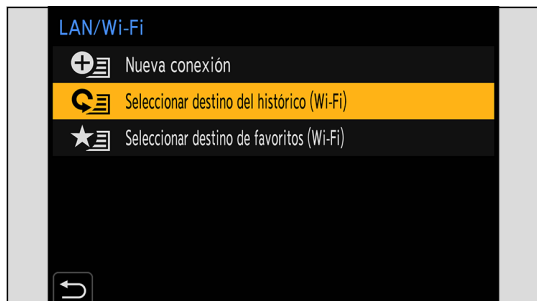 LAN/Wi-Fi
Nueva conexión
Seleccionar destino del histórico (Wi-Fi)
Seleccionar destino de favoritos (Wi-Fi)